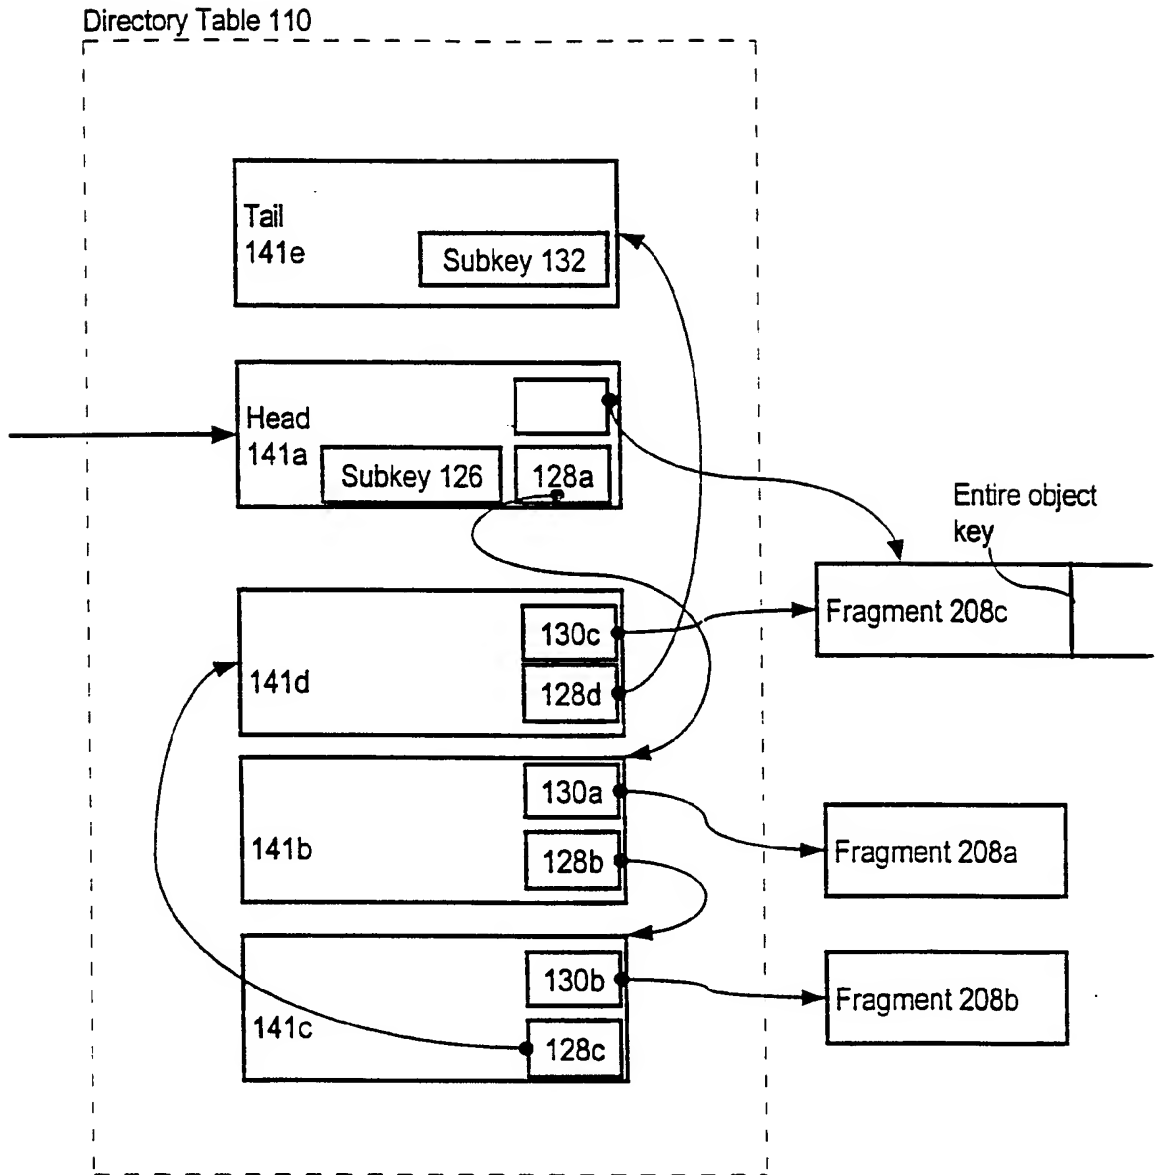 Directory Table 110
Tail
141e
Subkey 132
Head
141a
Subkey 126
128a
Entire object
key
Fragment 208c
130c
141d
128d
130a
141b
128b
Fragment 208a
130b
141c
128c
Fragment 208b